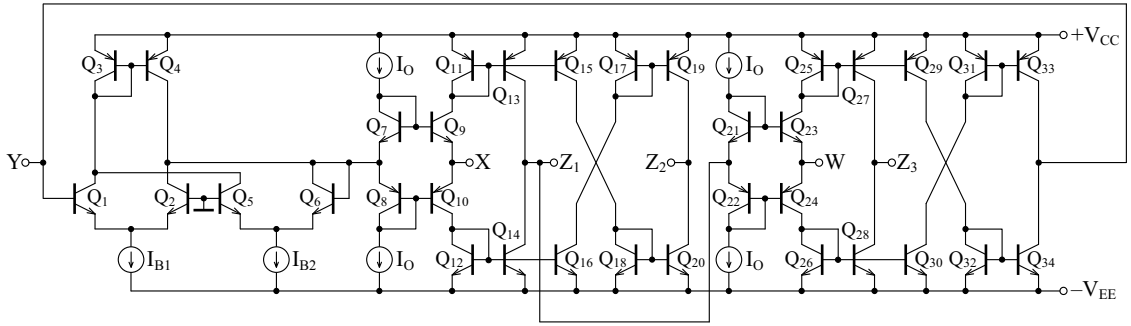 +V_CC
Q_3 Q_4 I_O Q_11 Q_13 Q_15 Q_17 Q_19 I_O Q_25 Q_27 Q_29 Q_31 Q_33
Q_7 Q_9 Q_21 Q_23
Y X Z_1 Z_2 W Z_3
Q_1 Q_2 Q_5 Q_6 Q_8 Q_10 Q_22 Q_24
I_B1 I_B2 I_O Q_12 Q_14 Q_16 Q_18 Q_20 I_O Q_26 Q_28 Q_30 Q_32 Q_34
−V_EE